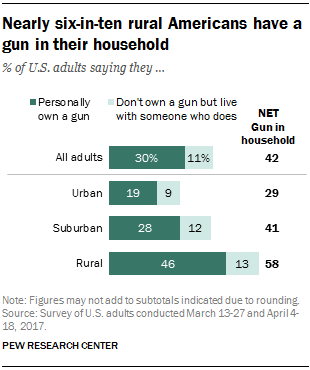 Nearly six-in-ten rural Americans have a
gun in their household
% of U.S. adults saying they ...
Personally
own a gun
Don't own a gun but live
with someone who does
NET
Gun in
household
All adults 30% 11% 42
Urban 19 9 29
Suburban 28 12 41
Rural 46 13 58
Note: Figures may not add to subtotals indicated due to rounding.
Source: Survey of U.S. adults conducted March 13-27 and April 4-
18, 2017.
PEW RESEARCH CENTER